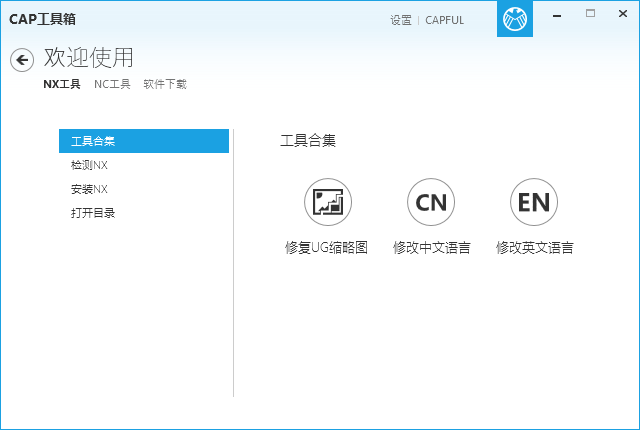 CAP工具箱
设置 | CAPFUL
欢迎使用
NX工具 NC工具 软件下载
工具合集
检测NX
安装NX
打开目录
工具合集
CN EN
修复UG缩略图 修改中文语言 修改英文语言